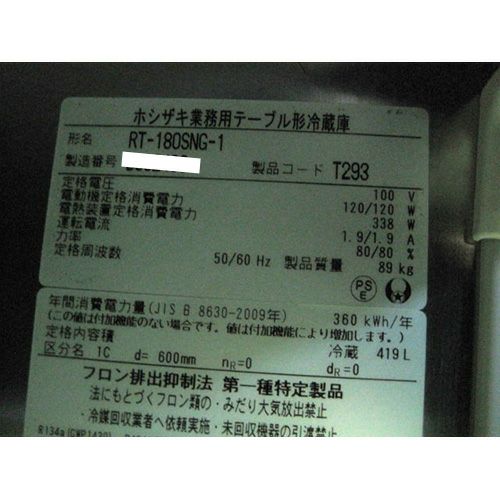 ホシザキ業務用テーブル形冷蔵庫
形名 RT-180SNG-1
製造番号 製品コード T293
定格電圧 100 V
電動機定格消費電力 120/120 W
電熱装置定格消費電力 338 W
運転電流 1.9/1.9 A
力率 80/80 %
定格周波数 50/60 Hz 製品質量 89 kg
PSE
年間消費電力量(JIS B 8630-2009年) 360 kWh/年
(この値は付加機能のない場合です。値は付加機能により増加します。)
定格内容積 冷蔵 419L
区分名 1C d= 600mm nR=0 dR=0
フロン排出抑制法 第一種特定製品
・法にもとづくフロン類の・みだり大気放出禁止
・冷媒回収業者へ依頼実施・未回収機器の引渡禁止
R134a(GWP1430)